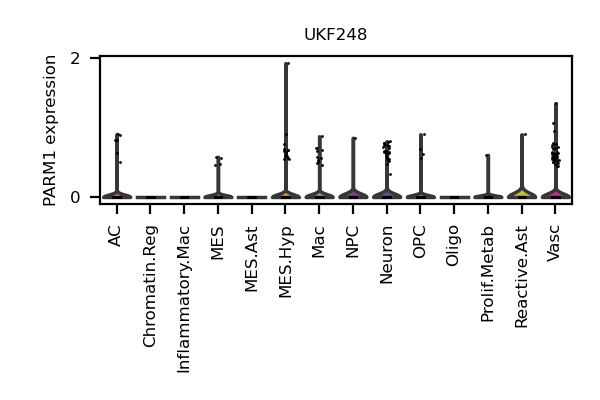 UKF248
PARM1 expression
2
0
AC
Chromatin.Reg
Inflammatory.Mac
MES
MES.Ast
MES.Hyp
Mac
NPC
Neuron
OPC
Oligo
Prolif.Metab
Reactive.Ast
Vasc